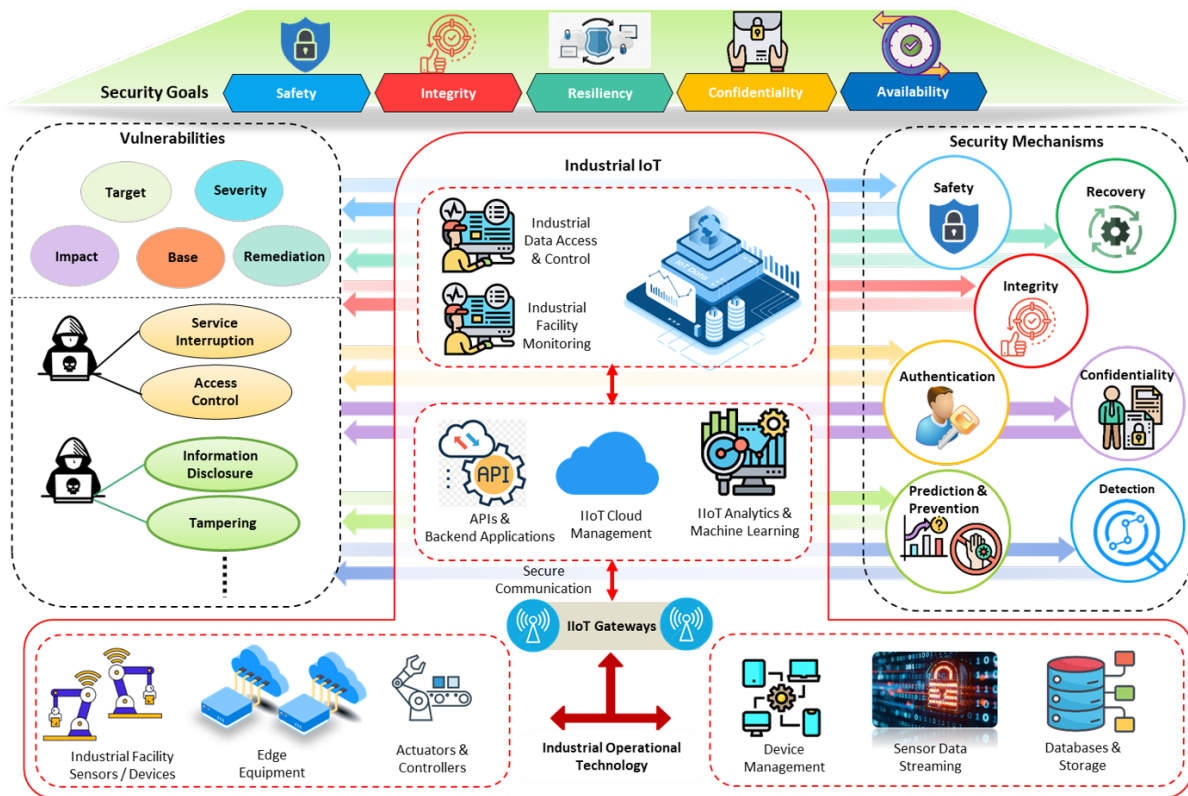 Security Goals
Safety
Integrity
Resiliency
Confidentiality
Availability
Vulnerabilities
Target
Severity
Impact
Base
Remediation
Service
Interruption
Access
Control
Information
Disclosure
Tampering
Industrial IoT
Industrial
Data Access
& Control
Industrial
Facility
Monitoring
IoT Data
API
APIs &
Backend Applications
IIoT Cloud
Management
IIoT Analytics &
Machine Learning
Secure
Communication
IIoT Gateways
Security Mechanisms
Safety
Recovery
Integrity
Authentication
Confidentiality
Prediction &
Prevention
Detection
Industrial Facility
Sensors / Devices
Edge
Equipment
Actuators &
Controllers
Industrial Operational
Technology
Device
Management
Sensor Data
Streaming
Databases &
Storage